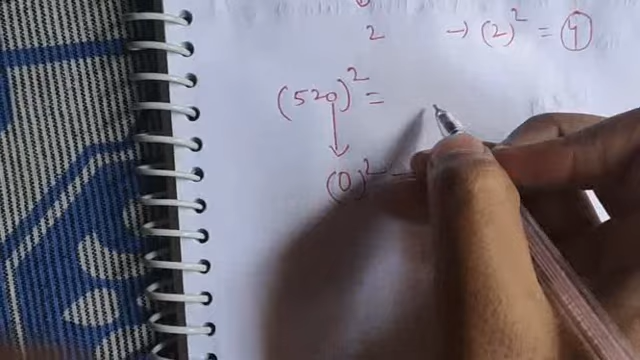 2 → (2)² = 4
(520)² =
↓
(0)² –